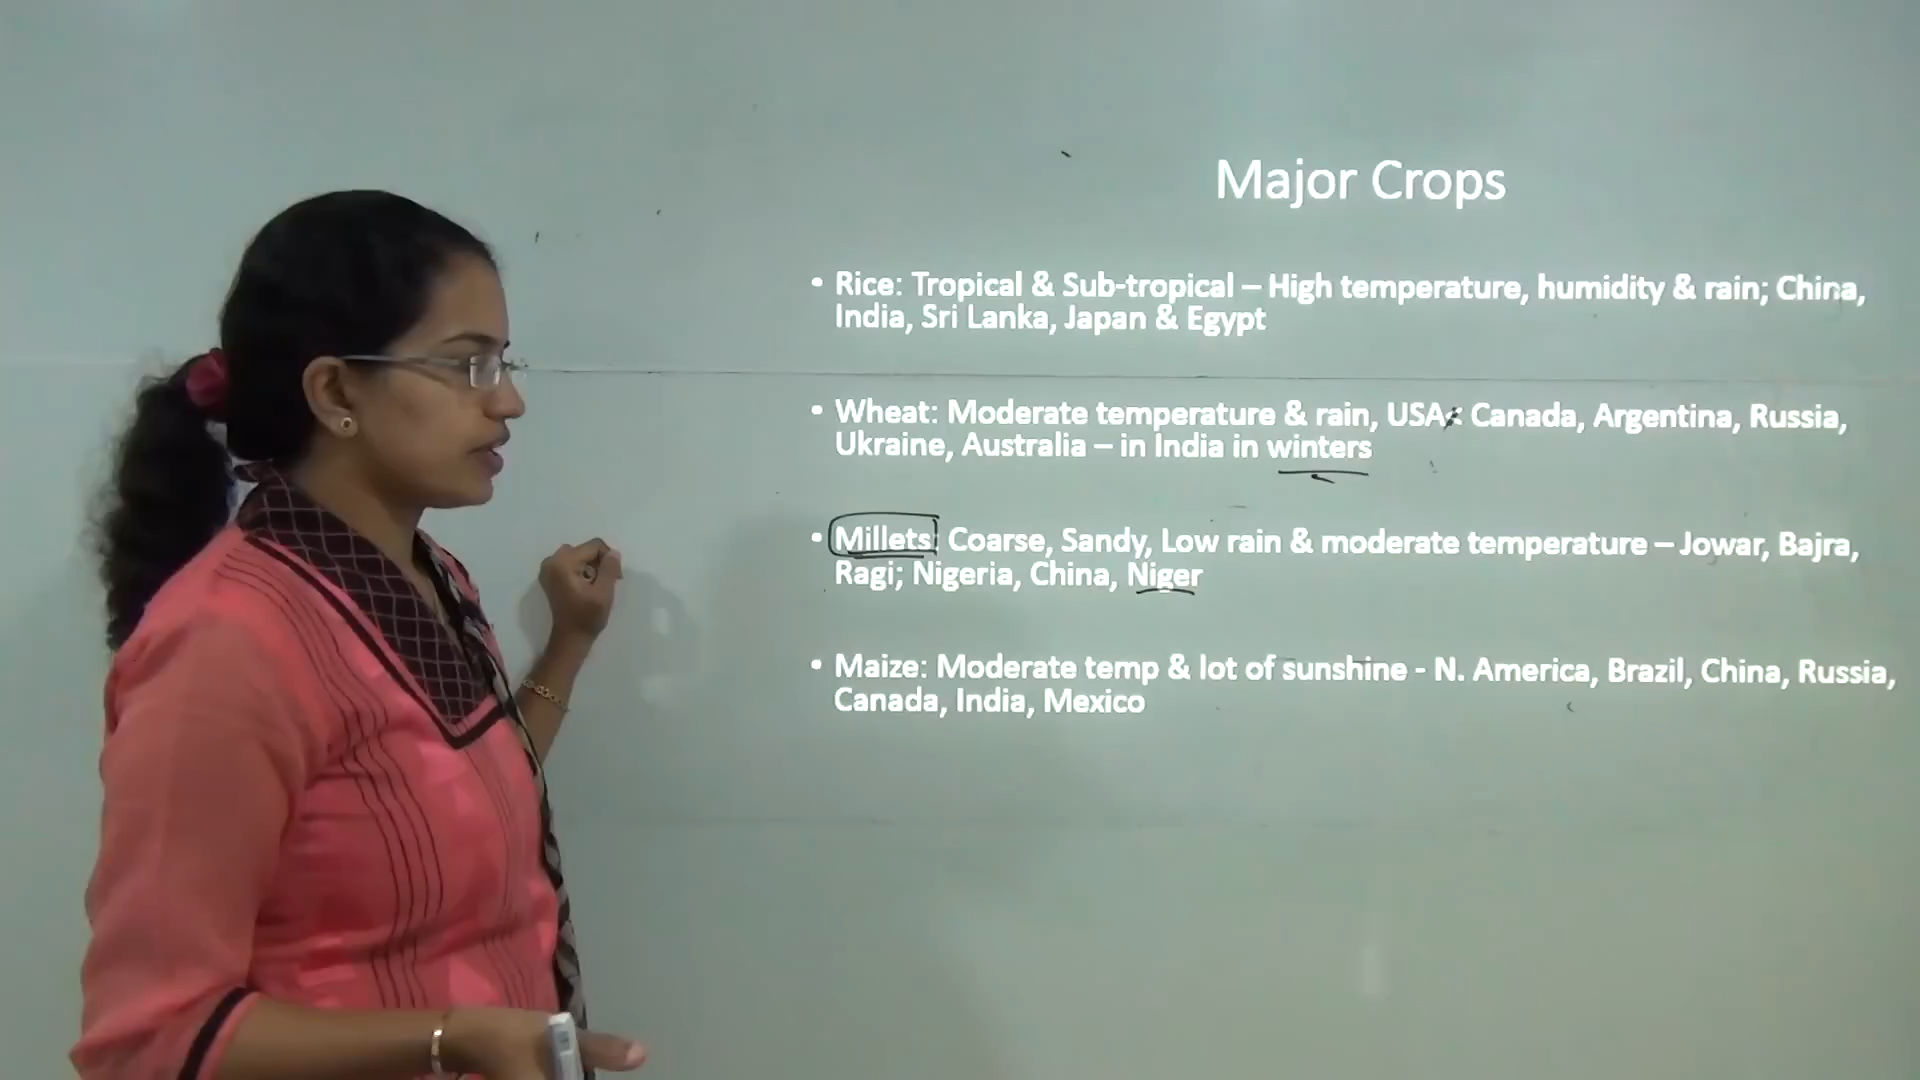 Major Crops
• Rice: Tropical & Sub-tropical – High temperature, humidity & rain; China,
India, Sri Lanka, Japan & Egypt
• Wheat: Moderate temperature & rain, USA, Canada, Argentina, Russia,
Ukraine, Australia – in India in winters
• Millets: Coarse, Sandy, Low rain & moderate temperature – Jowar, Bajra,
Ragi; Nigeria, China, Niger
• Maize: Moderate temp & lot of sunshine - N. America, Brazil, China, Russia,
Canada, India, Mexico